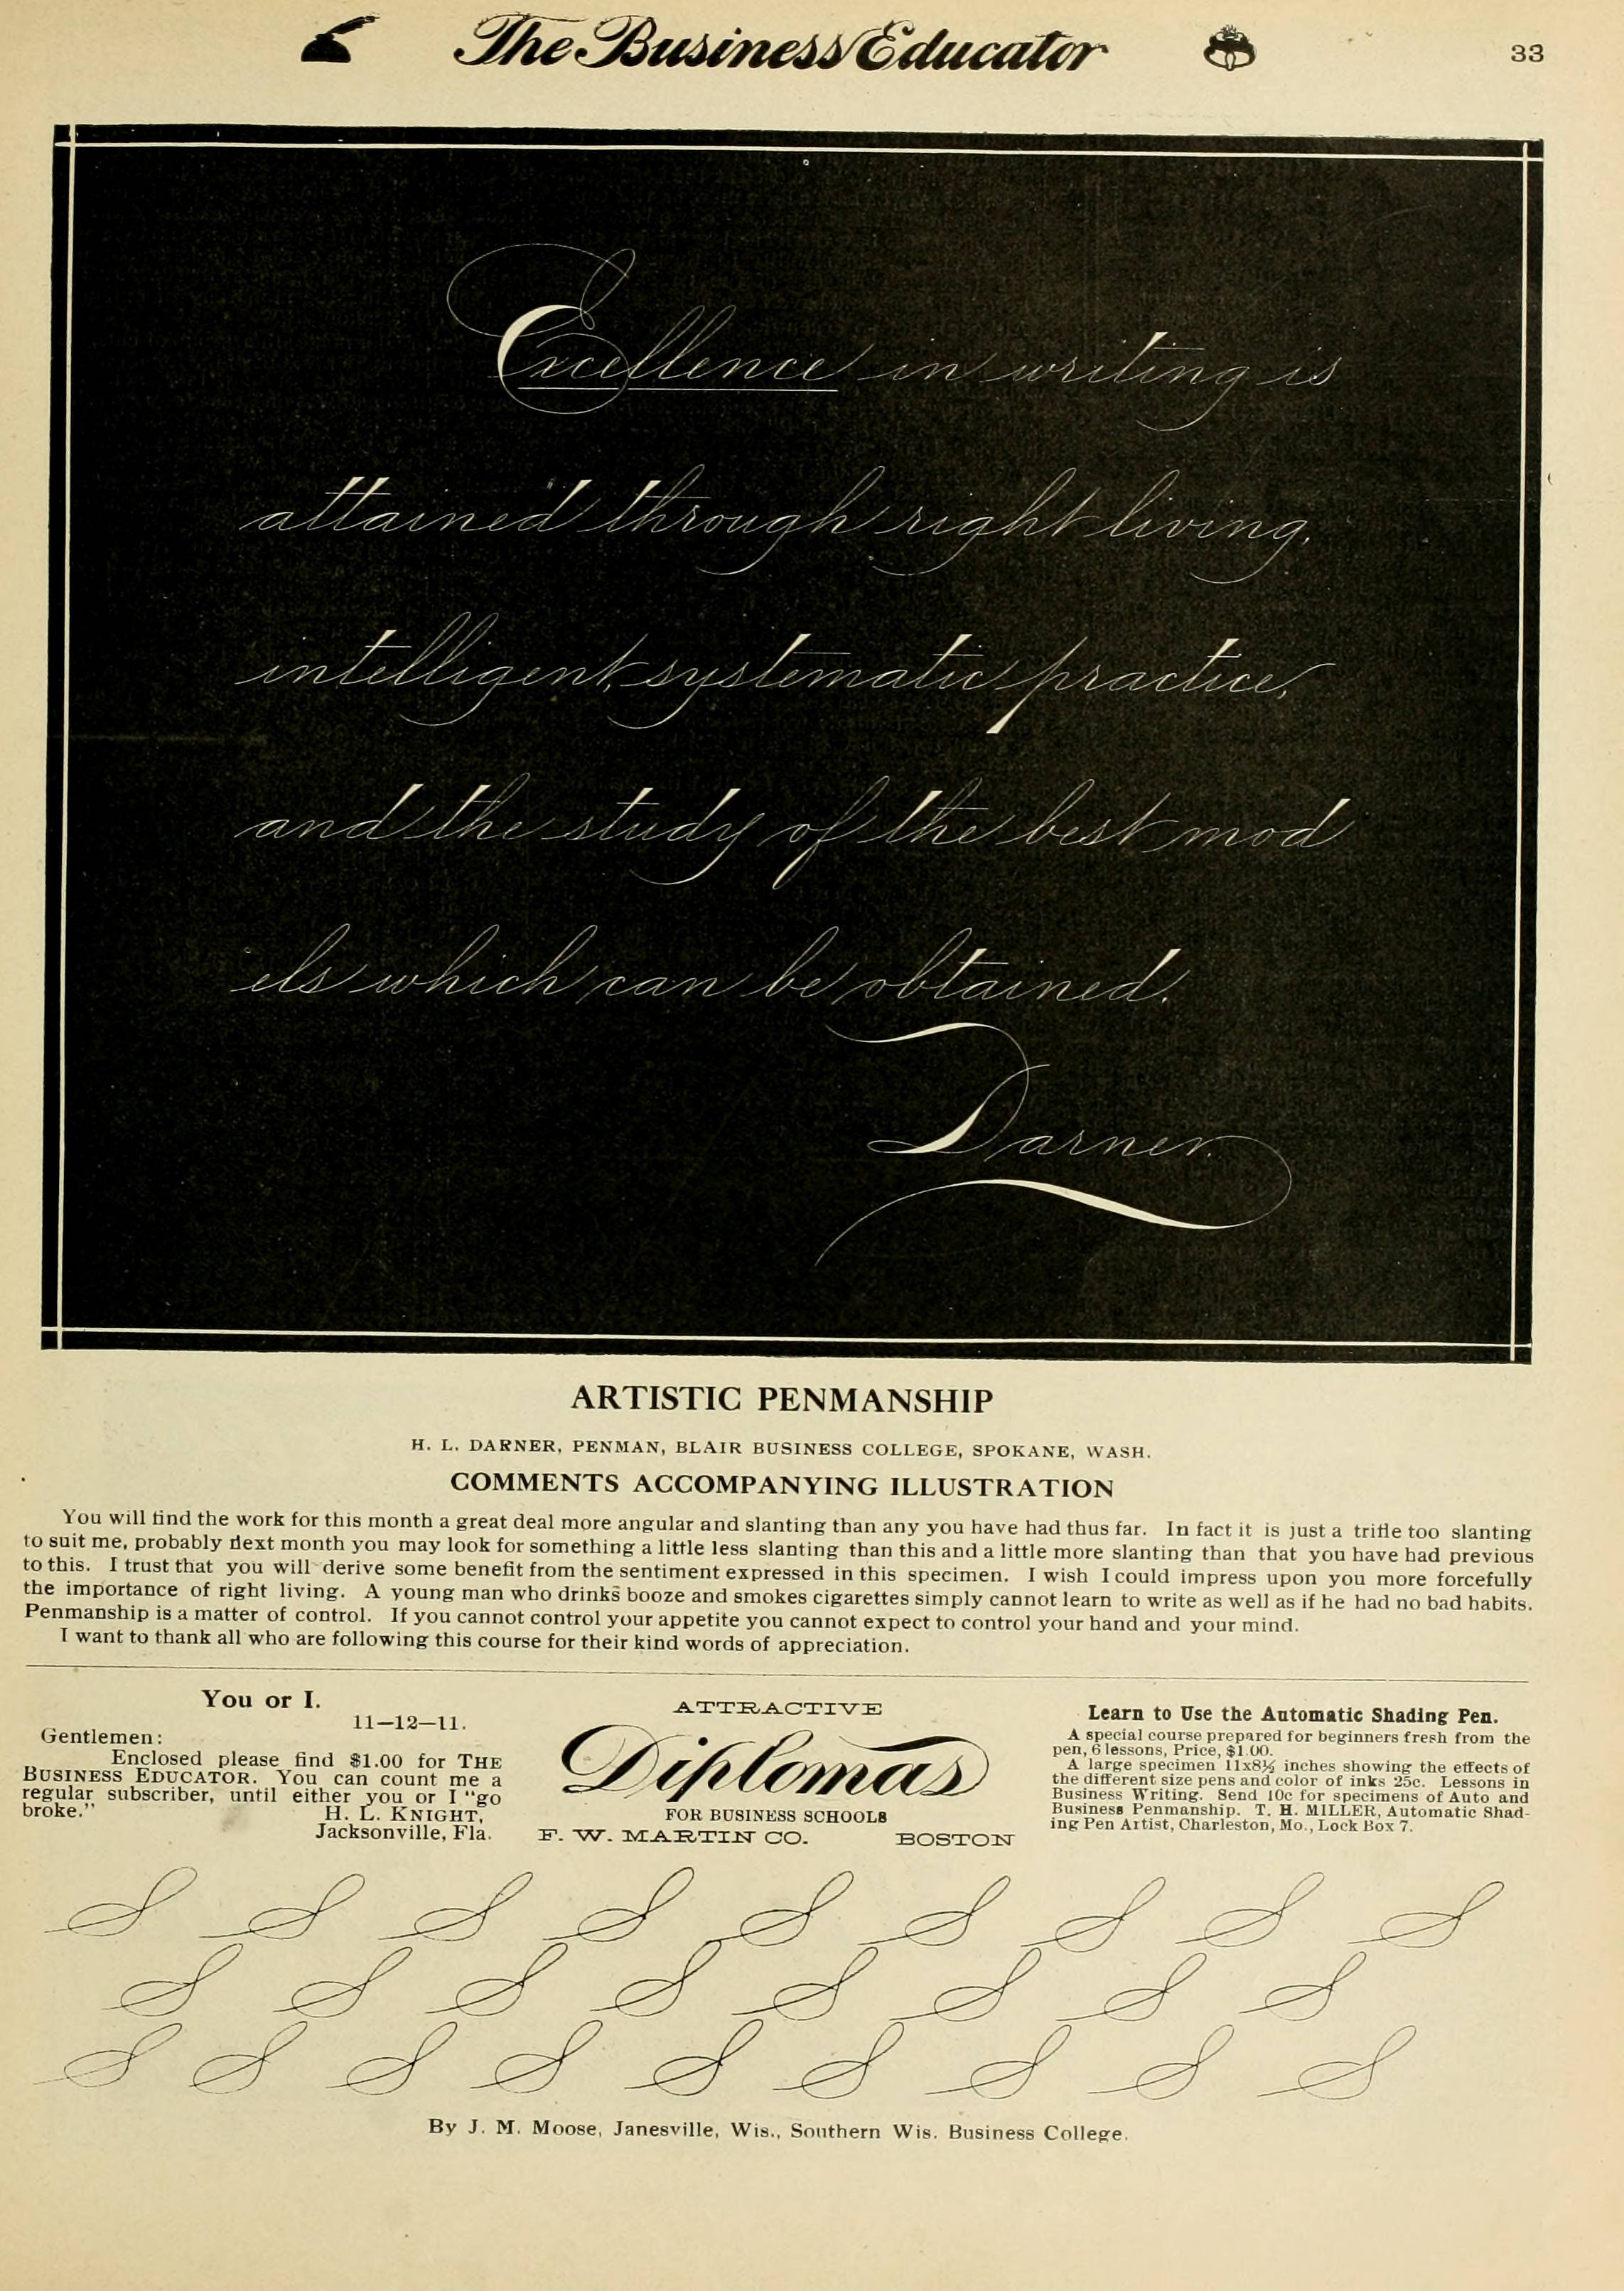 The Business Educator
33
Excellence in writing is
attained through right living,
intelligent, systematic practice,
and the study of the best mod
els which can be obtained.
Darner.
ARTISTIC PENMANSHIP
H. L. DARNER, PENMAN, BLAIR BUSINESS COLLEGE, SPOKANE, WASH.
COMMENTS ACCOMPANYING ILLUSTRATION
You will find the work for this month a great deal more angular and slanting than any you have had thus far. In fact it is just a trifle too slanting
to suit me, probably next month you may look for something a little less slanting than this and a little more slanting than that you have had previous
to this. I trust that you will derive some benefit from the sentiment expressed in this specimen. I wish I could impress upon you more forcefully
the importance of right living. A young man who drinks booze and smokes cigarettes simply cannot learn to write as well as if he had no bad habits.
Penmanship is a matter of control. If you cannot control your appetite you cannot expect to control your hand and your mind.
I want to thank all who are following this course for their kind words of appreciation.
You or I.
11—12—11.
Gentlemen:
Enclosed please find $1.00 for THE
BUSINESS EDUCATOR. You can count me a
regular subscriber, until either you or I "go
broke."
H. L. KNIGHT,
Jacksonville, Fla.
ATTRACTIVE
Diplomas
FOR BUSINESS SCHOOLS
F. W. MARTIN CO. BOSTON
Learn to Use the Automatic Shading Pen.
A special course prepared for beginners fresh from the
pen, 6 lessons, Price, $1.00.
A large specimen 11x8½ inches showing the effects of
the different size pens and color of inks 25c. Lessons in
Business Writing. Send 10c for specimens of Auto and
Business Penmanship. T. H. MILLER, Automatic Shad-
ing Pen Artist, Charleston, Mo., Lock Box 7.
S S S S S S S S S
S S S S S S S S
S S S S S S S S S
By J. M. Moose, Janesville, Wis., Southern Wis. Business College.